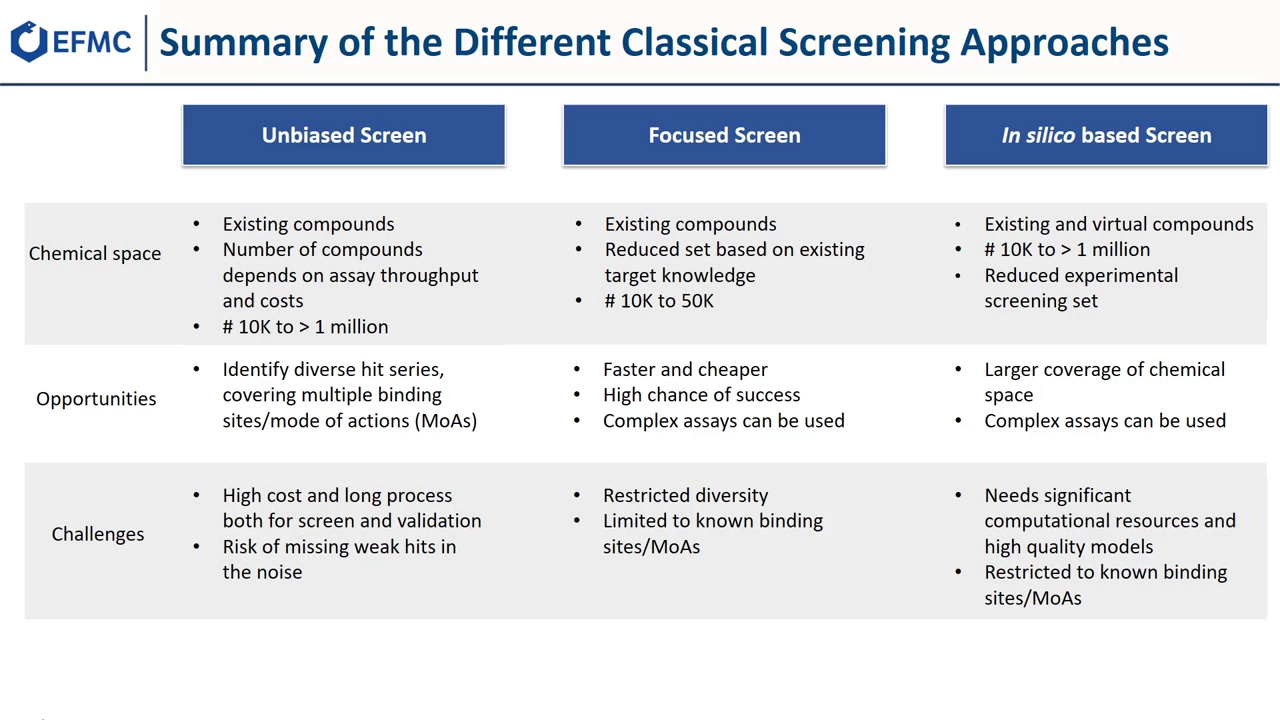 EFMC
Summary of the Different Classical Screening Approaches
Unbiased Screen
Focused Screen
In silico based Screen
Chemical space
• Existing compounds
• Number of compounds
depends on assay throughput
and costs
• # 10K to > 1 million
• Existing compounds
• Reduced set based on existing
target knowledge
• # 10K to 50K
• Existing and virtual compounds
• # 10K to > 1 million
• Reduced experimental
screening set
Opportunities
• Identify diverse hit series,
covering multiple binding
sites/mode of actions (MoAs)
• Faster and cheaper
• High chance of success
• Complex assays can be used
• Larger coverage of chemical
space
• Complex assays can be used
Challenges
• High cost and long process
both for screen and validation
• Risk of missing weak hits in
the noise
• Restricted diversity
• Limited to known binding
sites/MoAs
• Needs significant
computational resources and
high quality models
• Restricted to known binding
sites/MoAs